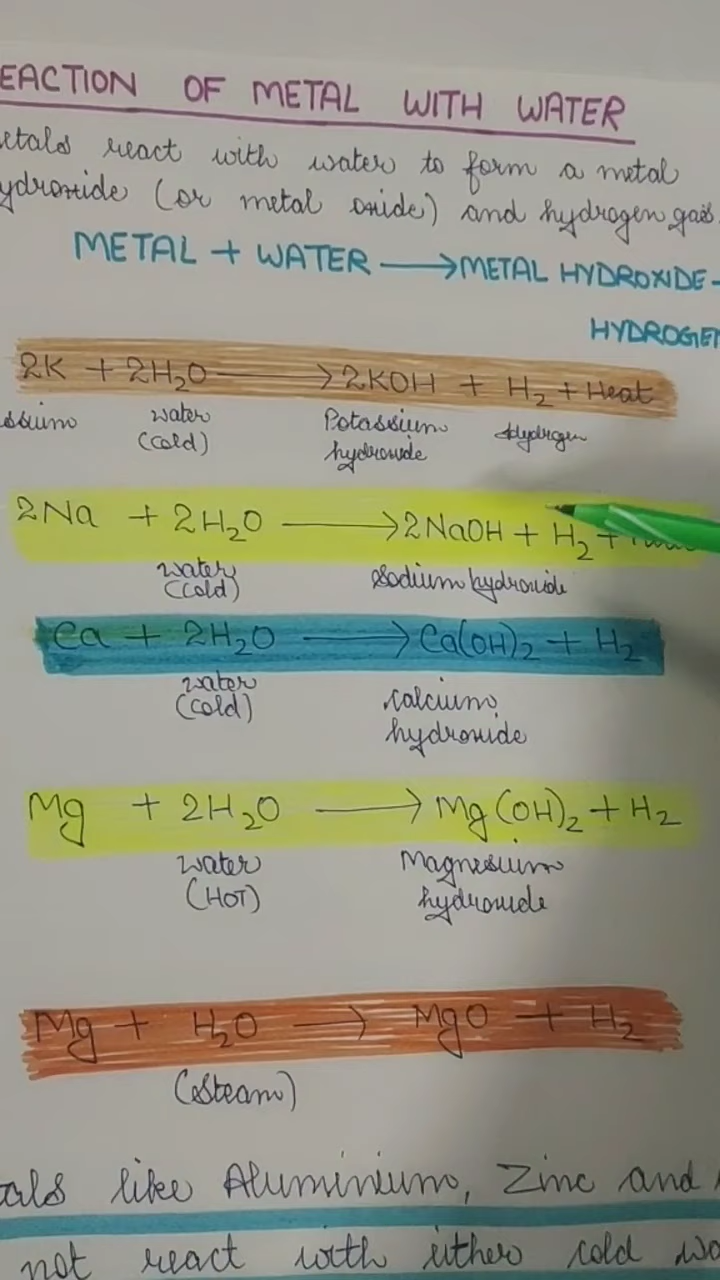 EACTION OF METAL WITH WATER
etals react with water to form a metal
ydroxide (or metal oxide) and hydrogen gas.
METAL + WATER ⟶ METAL HYDROXIDE
HYDROGE
2K + 2H₂O ⟶ 2KOH + H₂ + Heat
ssium water Potassium Hydrogen
(cold) hydroxide
2Na + 2H₂O ⟶ 2NaOH + H₂ +
water Sodium hydroxide
(cold)
Ca + 2H₂O ⟶ Ca(OH)₂ + H₂
water calcium
(cold) hydroxide
Mg + 2H₂O ⟶ Mg(OH)₂ + H₂
water Magnesium
(HOT) hydroxide
Mg + H₂O ⟶ MgO + H₂
(Steam)
als like Aluminium, Zinc and
not react with either cold wa